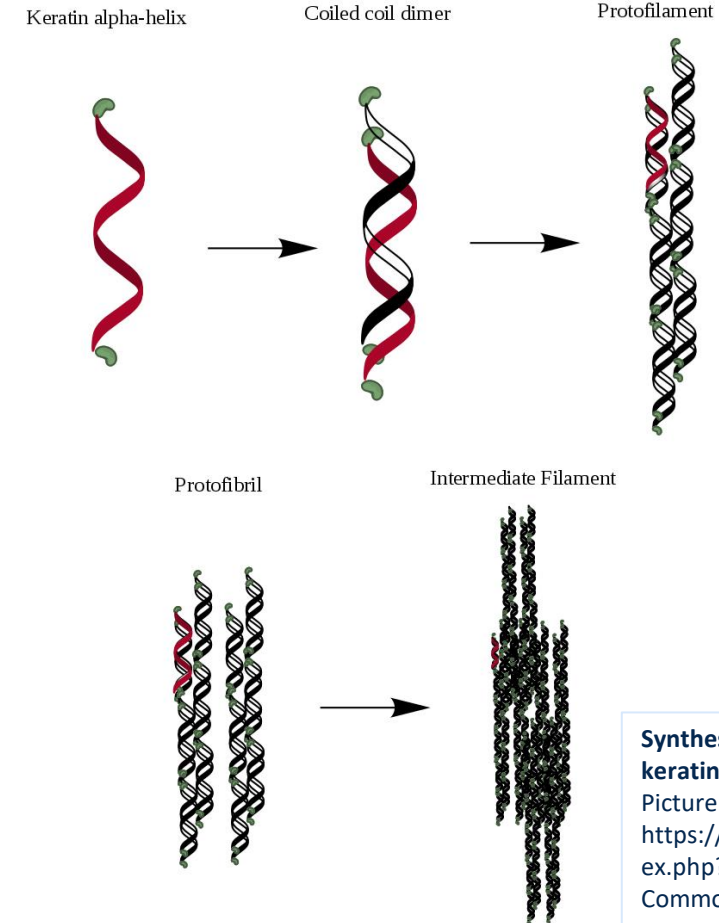 Keratin alpha-helix
Coiled coil dimer
Protofilament
Protofibril
Intermediate Filament
Synthes
keratin
Picture
https://
ex.php?
Commo